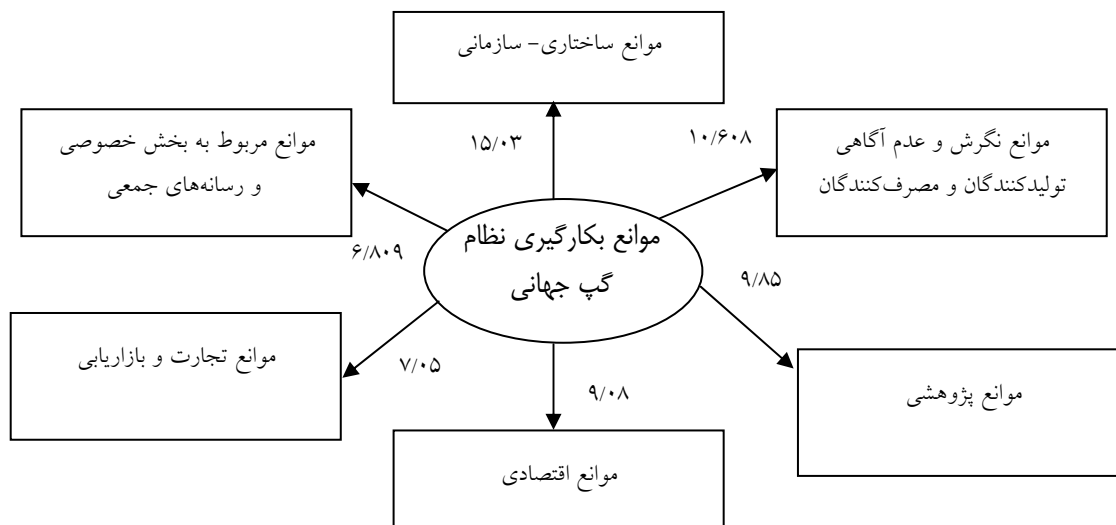 موانع ساختاری- سازمانی
موانع مربوط به بخش خصوصی
و رسانه‌های جمعی
۱۵/۰۳
۱۰/۶۰۸
موانع نگرش و عدم آگاهی
تولیدکنندگان و مصرف‌کنندگان
موانع بکارگیری نظام
گپ جهانی
۶/۸۰۹
۹/۸۵
موانع تجارت و بازاریابی
۷/۰۵
۹/۰۸
موانع پژوهشی
موانع اقتصادی